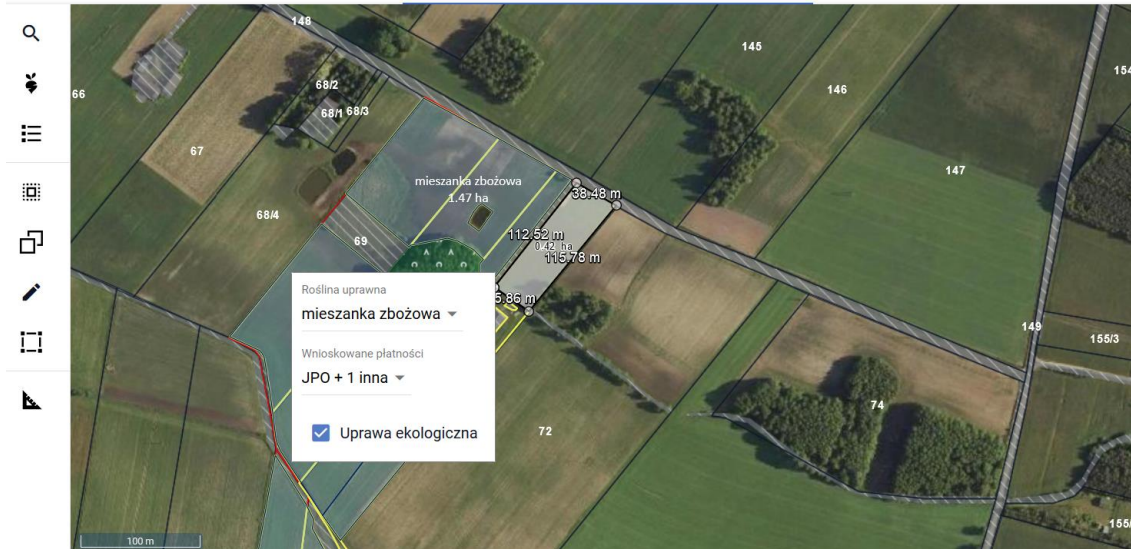 148
145
154
66
68/2
146
68/1 68/3
67
147
mieszanka zbożowa
1.47 ha
38.48 m
68/4
112.52 m
69
0.42 ha
115.78 m
Roślina uprawna
5.86 m
mieszanka zbożowa
149
155/3
Wnioskowane płatności
JPO + 1 inna
74
Uprawa ekologiczna
72
155/
100 m